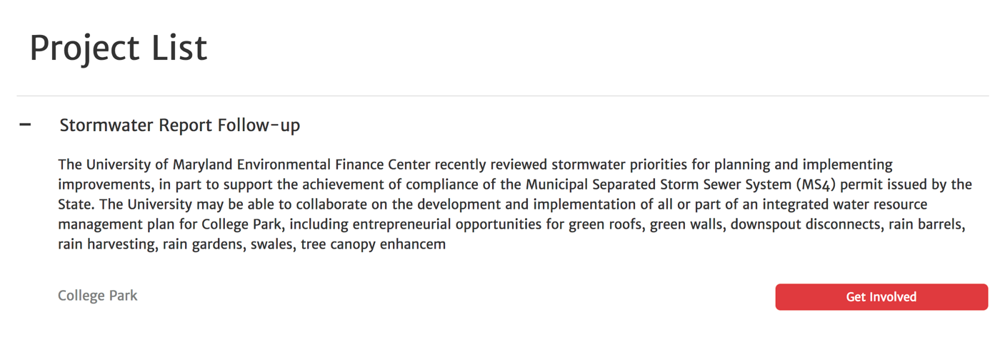 Project List
Stormwater Report Follow-up
The University of Maryland Environmental Finance Center recently reviewed stormwater priorities for planning and implementing
improvements, in part to support the achievement of compliance of the Municipal Separated Storm Sewer System (MS4) permit issued by the
State. The University may be able to collaborate on the development and implementation of all or part of an integrated water resource
management plan for College Park, including entrepreneurial opportunities for green roofs, green walls, downspout disconnects, rain barrels,
rain harvesting, rain gardens, swales, tree canopy enhancem
College Park
Get Involved